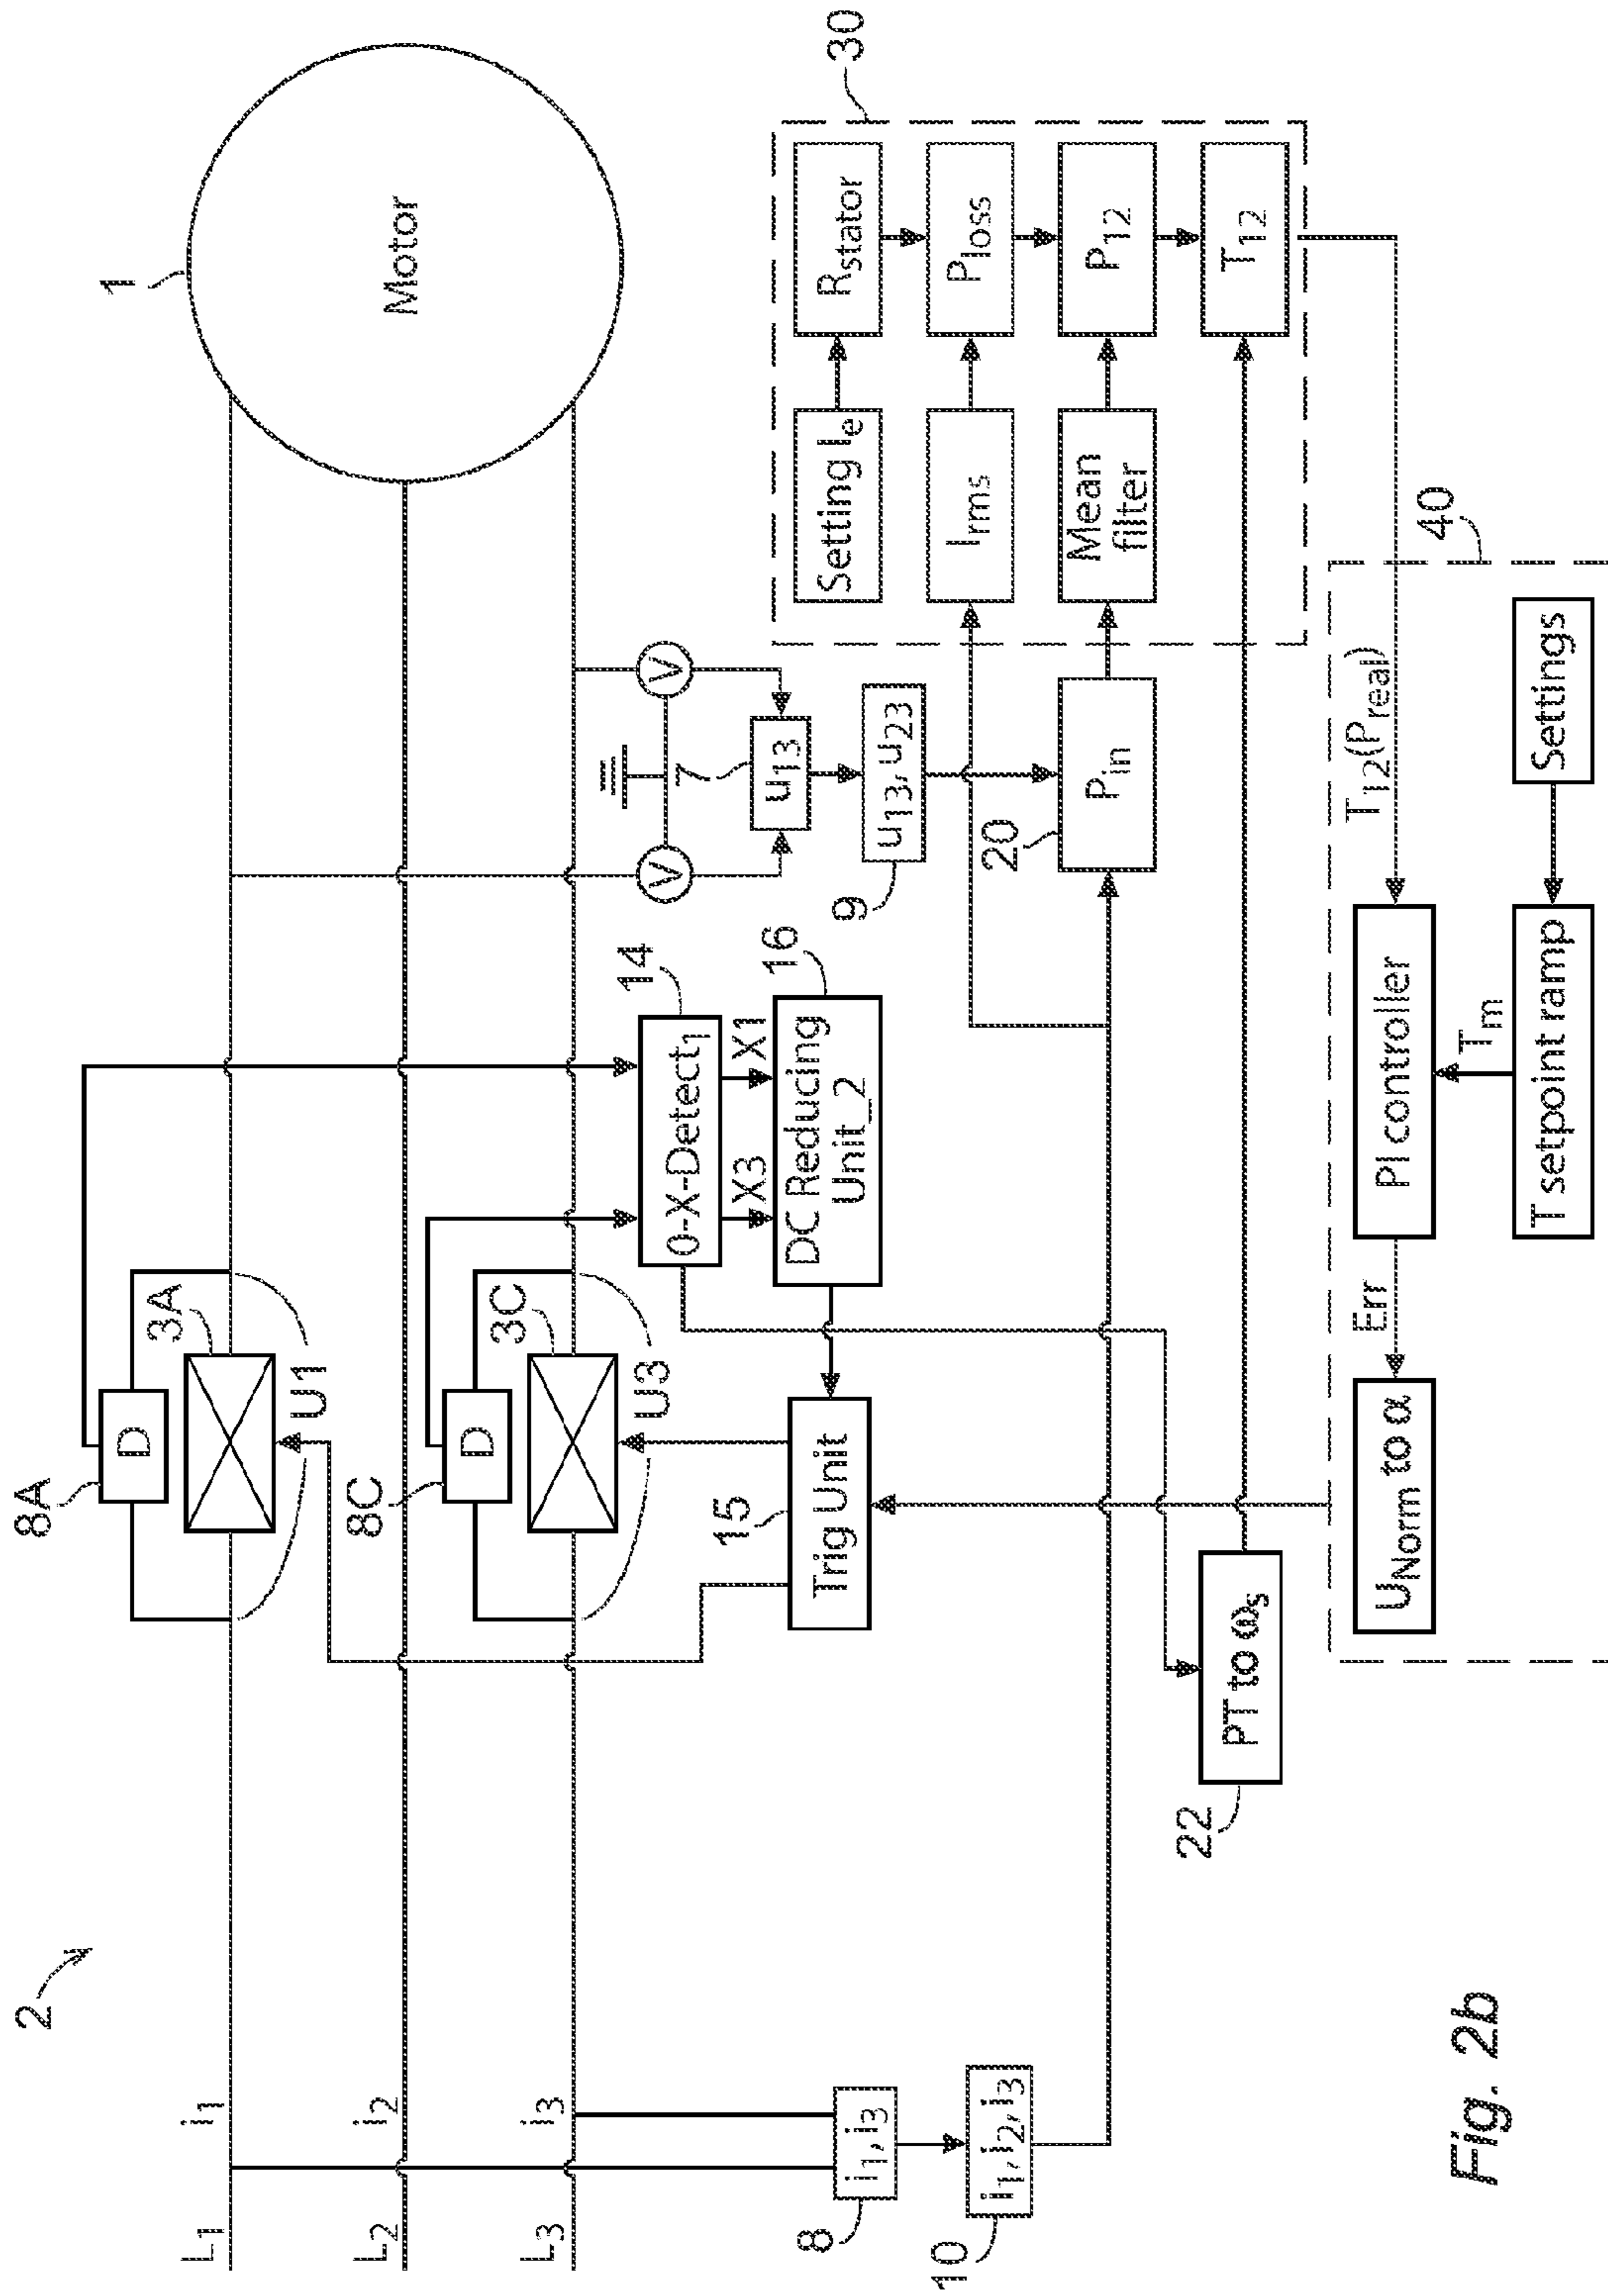 2
L1
i1
8A
D
3A
U1
1
Motor
L2
i2
L3
i3
8C
D
3C
U3
V
V
14
0-X-Detect1
X3
X1
16
DC Reducing
Unit_2
15
Trig Unit
7
u13
9
u13, u23
8
i1, i3
10
i1, i2, i3
20
Pin
30
Setting Ie
Rstator
Irms
Ploss
Mean
filter
P12
T12
22
PT to ωs
40
T12(Preal)
UNorm to α
Err
PI controller
Tm
T setpoint ramp
Settings
Fig. 2b